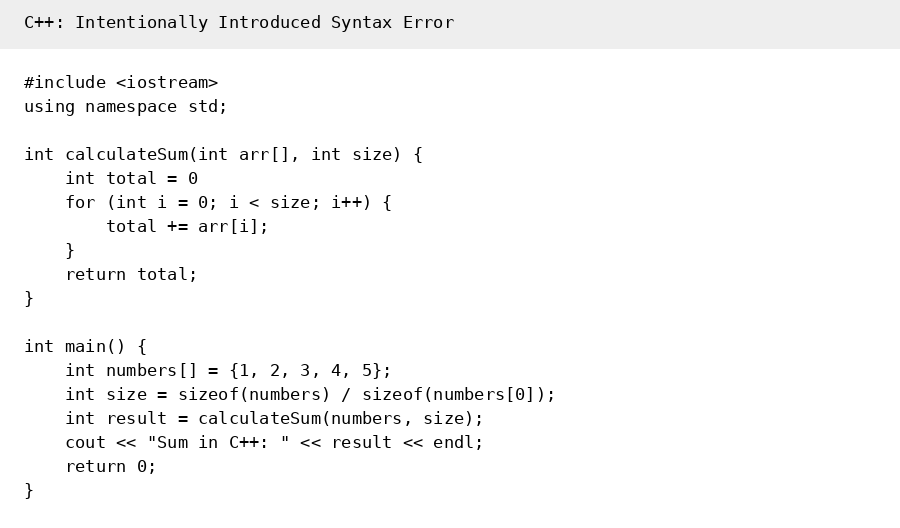 C++: Intentionally Introduced Syntax Error
#include <iostream>
using namespace std;
int calculateSum(int arr[], int size) {
    int total = 0
    for (int i = 0; i < size; i++) {
        total += arr[i];
    }
    return total;
}
int main() {
    int numbers[] = {1, 2, 3, 4, 5};
    int size = sizeof(numbers) / sizeof(numbers[0]);
    int result = calculateSum(numbers, size);
    cout << "Sum in C++: " << result << endl;
    return 0;
}